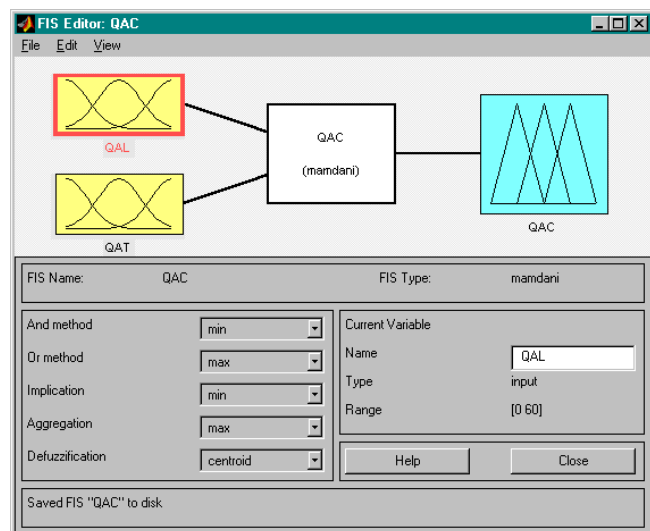 FIS Editor: QAC
File Edit View
QAL
QAT
QAC
(mamdani)
QAC
FIS Name: QAC FIS Type: mamdani
And method min
Or method max
Implication min
Aggregation max
Defuzzification centroid
Current Variable
Name QAL
Type input
Range [0 60]
Help Close
Saved FIS "QAC" to disk